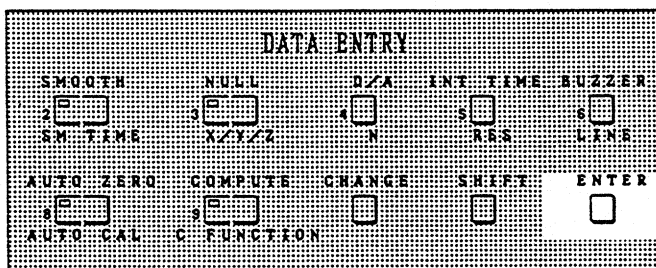 DATA ENTRY
SMOOTH NULL D/A INT TIME BUZZER
2 3 4 5 6
SM TIME X/Y/Z N RES LINE
AUTO ZERO COMPUTE CHANGE SHIFT ENTER
8 9
AUTO CAL C FUNCTION